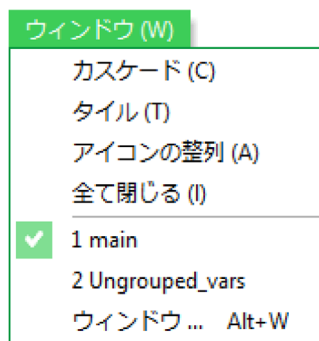 ウィンドウ (W)
カスケード (C)
タイル (T)
アイコンの整列 (A)
全て閉じる (I)
1 main
2 Ungrouped_vars
ウィンドウ ... Alt+W